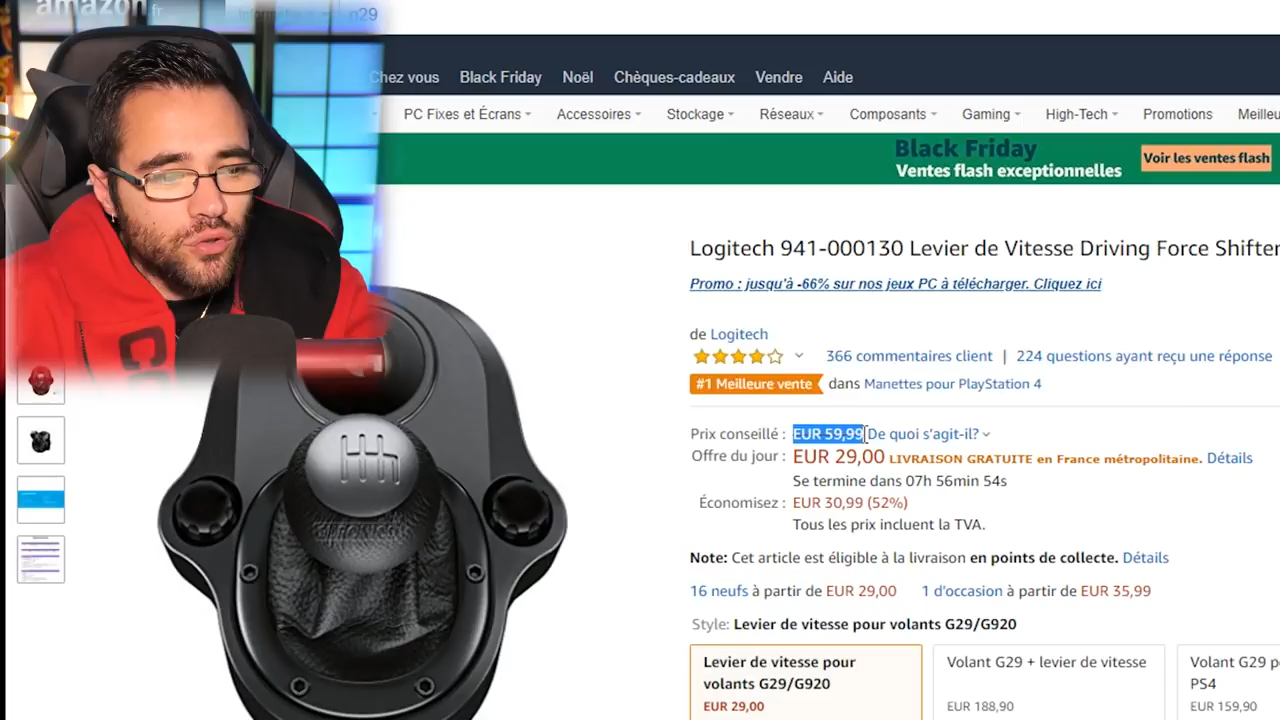 amazon.fr
Chez vous Black Friday Noël Chèques-cadeaux Vendre Aide
PC Fixes et Écrans Accessoires Stockage Réseaux Composants Gaming High-Tech Promotions Meilleu
Black Friday
Ventes flash exceptionnelles
Voir les ventes flash
Logitech 941-000130 Levier de Vitesse Driving Force Shifter
Promo : jusqu'à -66% sur nos jeux PC à télécharger. Cliquez ici
de Logitech
366 commentaires client | 224 questions ayant reçu une réponse
#1 Meilleure vente dans Manettes pour PlayStation 4
Prix conseillé : EUR 59,99 De quoi s'agit-il?
Offre du jour : EUR 29,00 LIVRAISON GRATUITE en France métropolitaine. Détails
Se termine dans 07h 56min 54s
Économisez : EUR 30,99 (52%)
Tous les prix incluent la TVA.
Note: Cet article est éligible à la livraison en points de collecte. Détails
16 neufs à partir de EUR 29,00 1 d'occasion à partir de EUR 35,99
Style: Levier de vitesse pour volants G29/G920
Levier de vitesse pour
volants G29/G920
EUR 29,00
Volant G29 + levier de vitesse
EUR 188,90
Volant G29 p
PS4
EUR 159,90